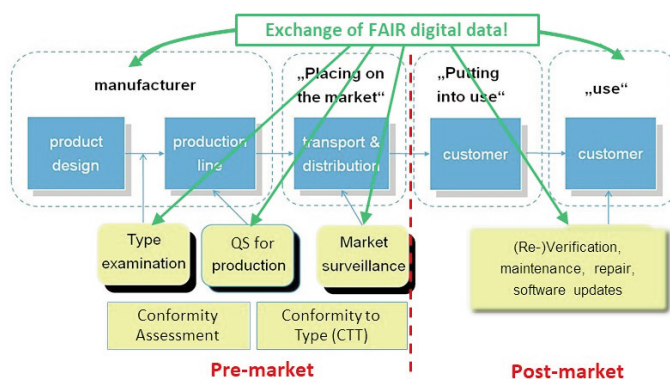 Exchange of FAIR digital data!
manufacturer
„Placing on
the market“
„Putting
into use“
„use“
product
design
production
line
transport &
distribution
customer
customer
Type
examination
QS for
production
Market
surveillance
(Re-)Verification,
maintenance, repair,
software updates
Conformity
Assessment
Conformity to
Type (CTT)
Pre-market
Post-market